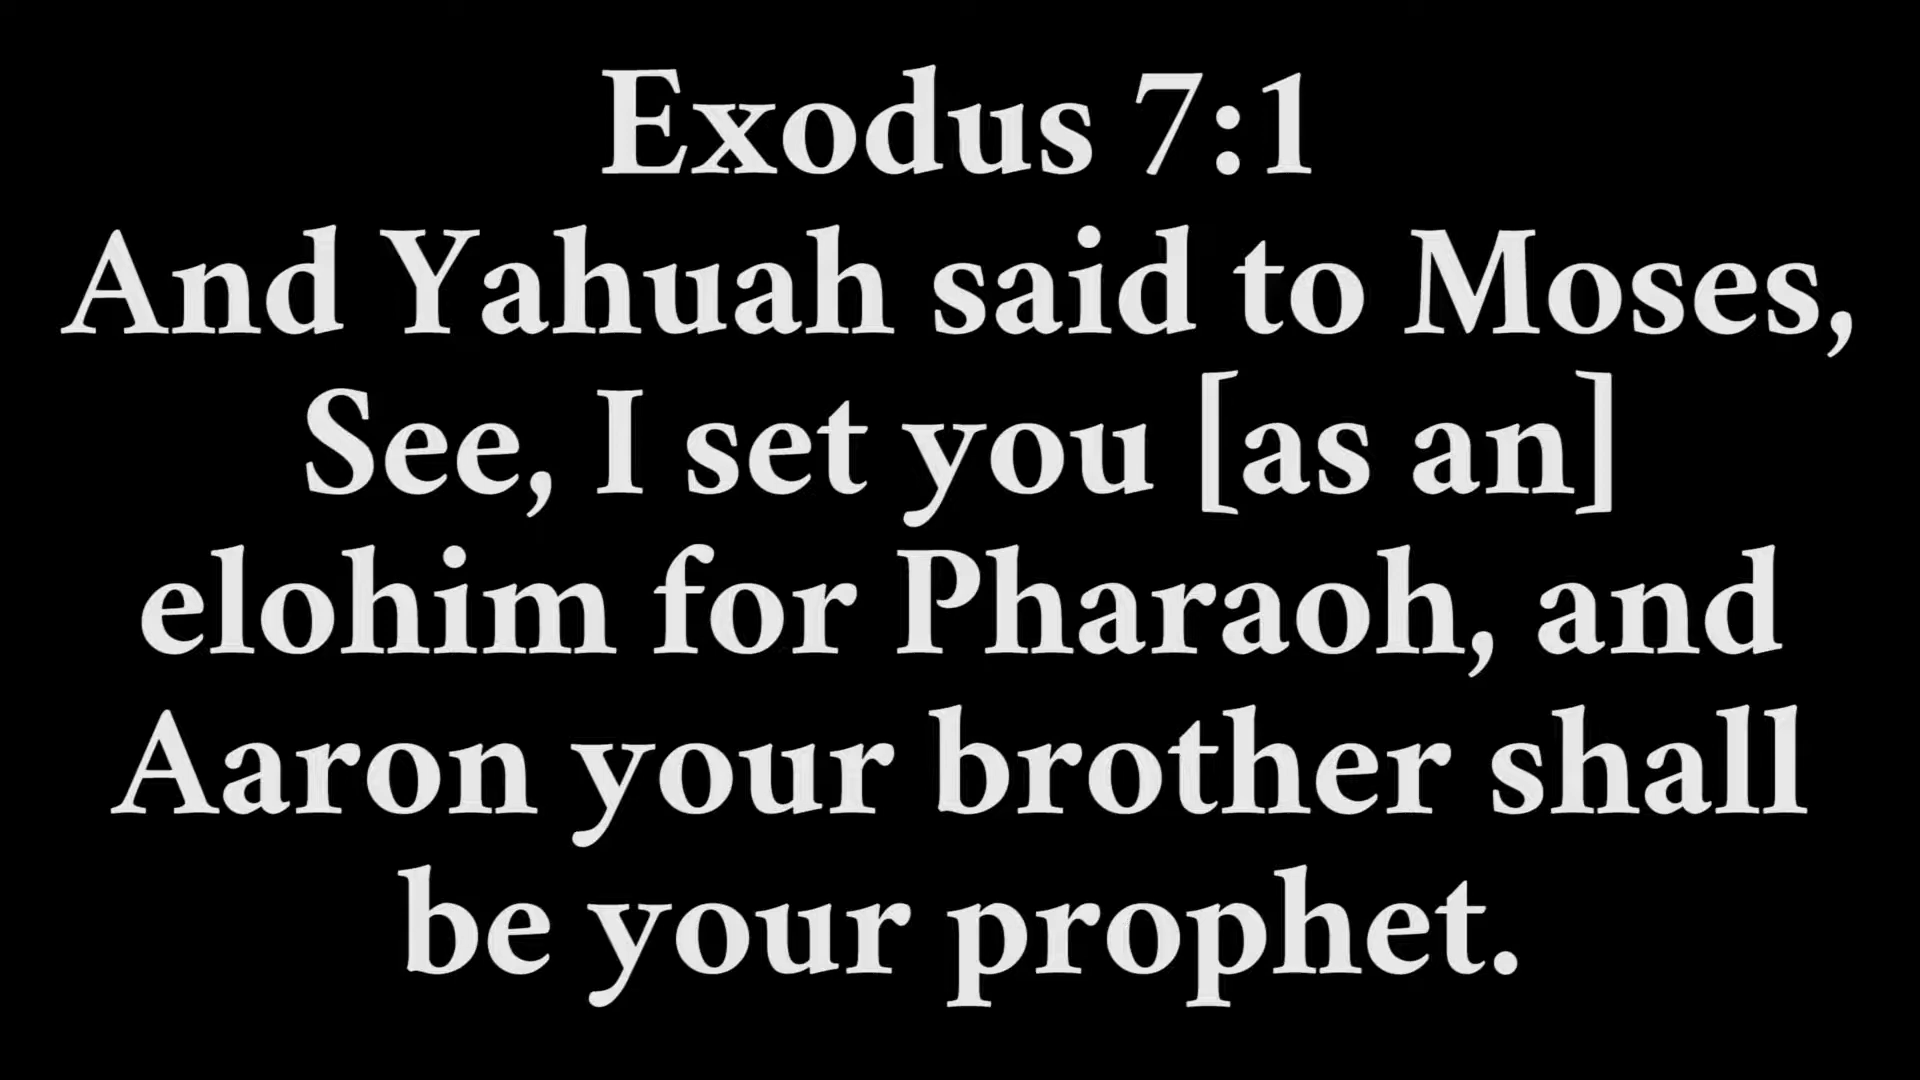 Exodus 7:1
And Yahuah said to Moses,
See, I set you [as an]
elohim for Pharaoh, and
Aaron your brother shall
be your prophet.